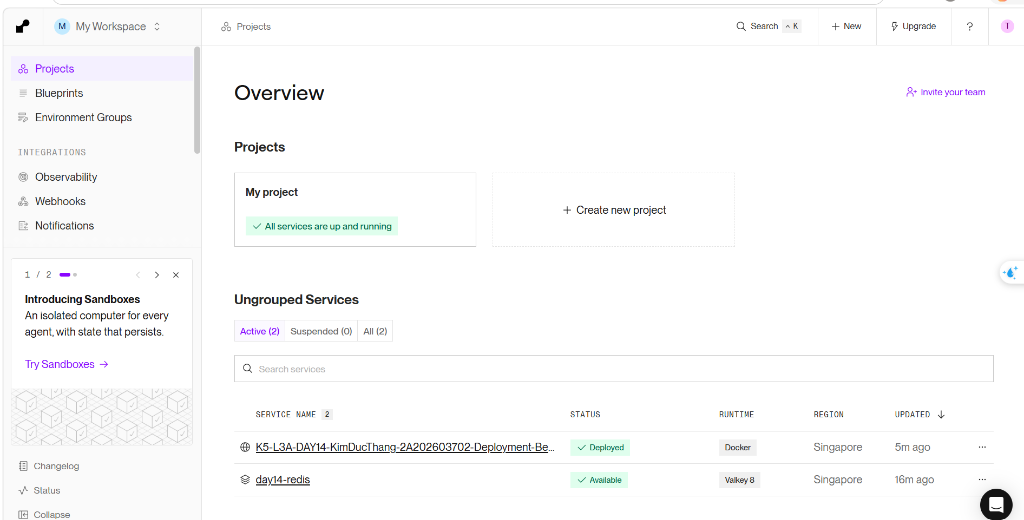 M My Workspace
Projects
Search ^ K
+ New
Upgrade
?
T
Projects
Blueprints
Environment Groups
INTEGRATIONS
Observability
Webhooks
Notifications
1 / 2
Introducing Sandboxes
An isolated computer for every
agent, with state that persists.
Try Sandboxes →
Changelog
Status
Collapse
Overview
Invite your team
Projects
My project
All services are up and running
+ Create new project
Ungrouped Services
Active (2) Suspended (0) All (2)
Search services
SERVICE NAME 2 STATUS RUNTIME REGION UPDATED ↓
K5-L3A-DAY14-KimDucThang-2A202603702-Deployment-Be... Deployed Docker Singapore 5m ago ...
day14-redis Available Valkey 8 Singapore 16m ago ...